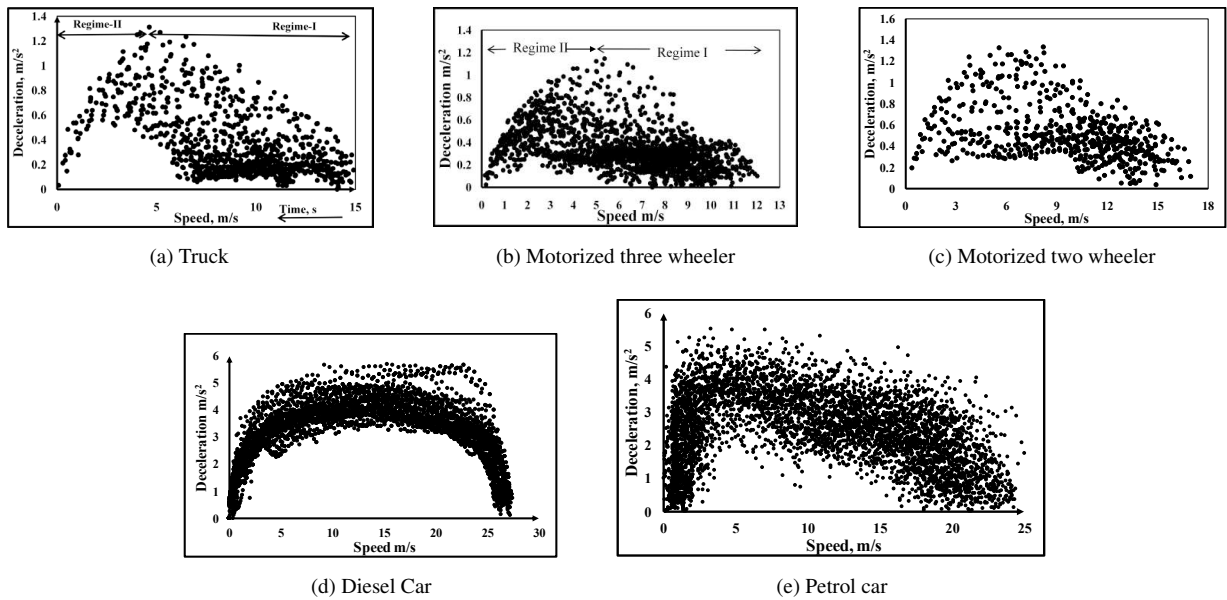 1.4
1.2
1
0.8
0.6
0.4
0.2
0
Deceleration, m/s²
Regime-II
Regime-I
0 5 10 15
Time, s
Speed, m/s
(a) Truck
1.4
1.2
1
0.8
0.6
0.4
0.2
0
Deceleration m/s²
Regime II
Regime I
0 1 2 3 4 5 6 7 8 9 10 11 12 13
Speed m/s
(b) Motorized three wheeler
1.6
1.4
1.2
1
0.8
0.6
0.4
0.2
0
Deceleration, m/s²
0 3 6 9 12 15 18
Speed, m/s
(c) Motorized two wheeler
6
5
4
3
2
1
0
Deceleration m/s²
0 5 10 15 20 25 30
Speed m/s
(d) Diesel Car
6
5
4
3
2
1
0
Deceleration, m/s²
0 5 10 15 20 25
Speed, m/s
(e) Petrol car